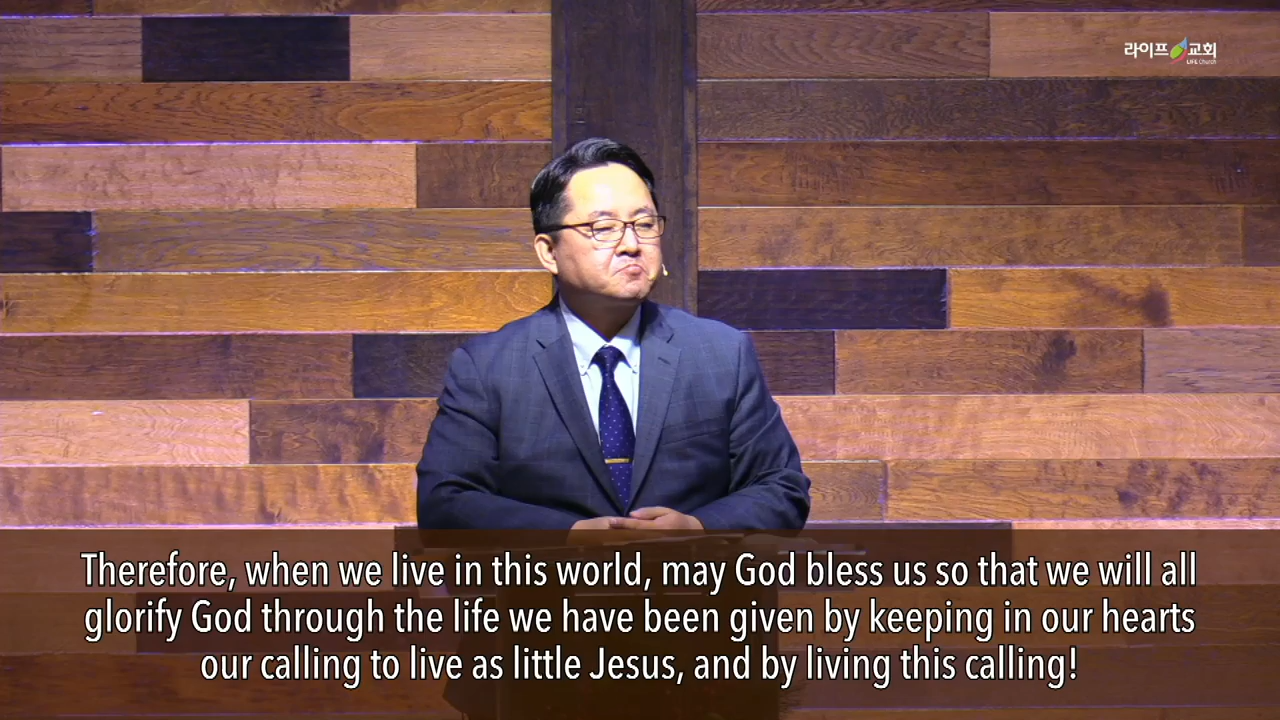 라이프 교회
LIFE Church
Therefore, when we live in this world, may God bless us so that we will all
glorify God through the life we have been given by keeping in our hearts
our calling to live as little Jesus, and by living this calling!